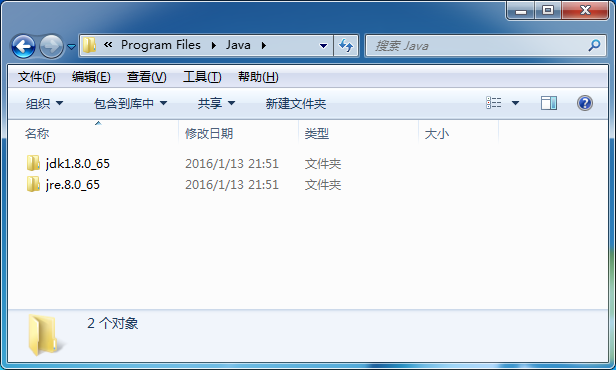 « Program Files ▸ Java ▸
搜索 Java
文件(F) 编辑(E) 查看(V) 工具(T) 帮助(H)
组织 包含到库中 共享 新建文件夹
名称 修改日期 类型 大小
jdk1.8.0_65 2016/1/13 21:51 文件夹
jre.8.0_65 2016/1/13 21:51 文件夹
2 个对象